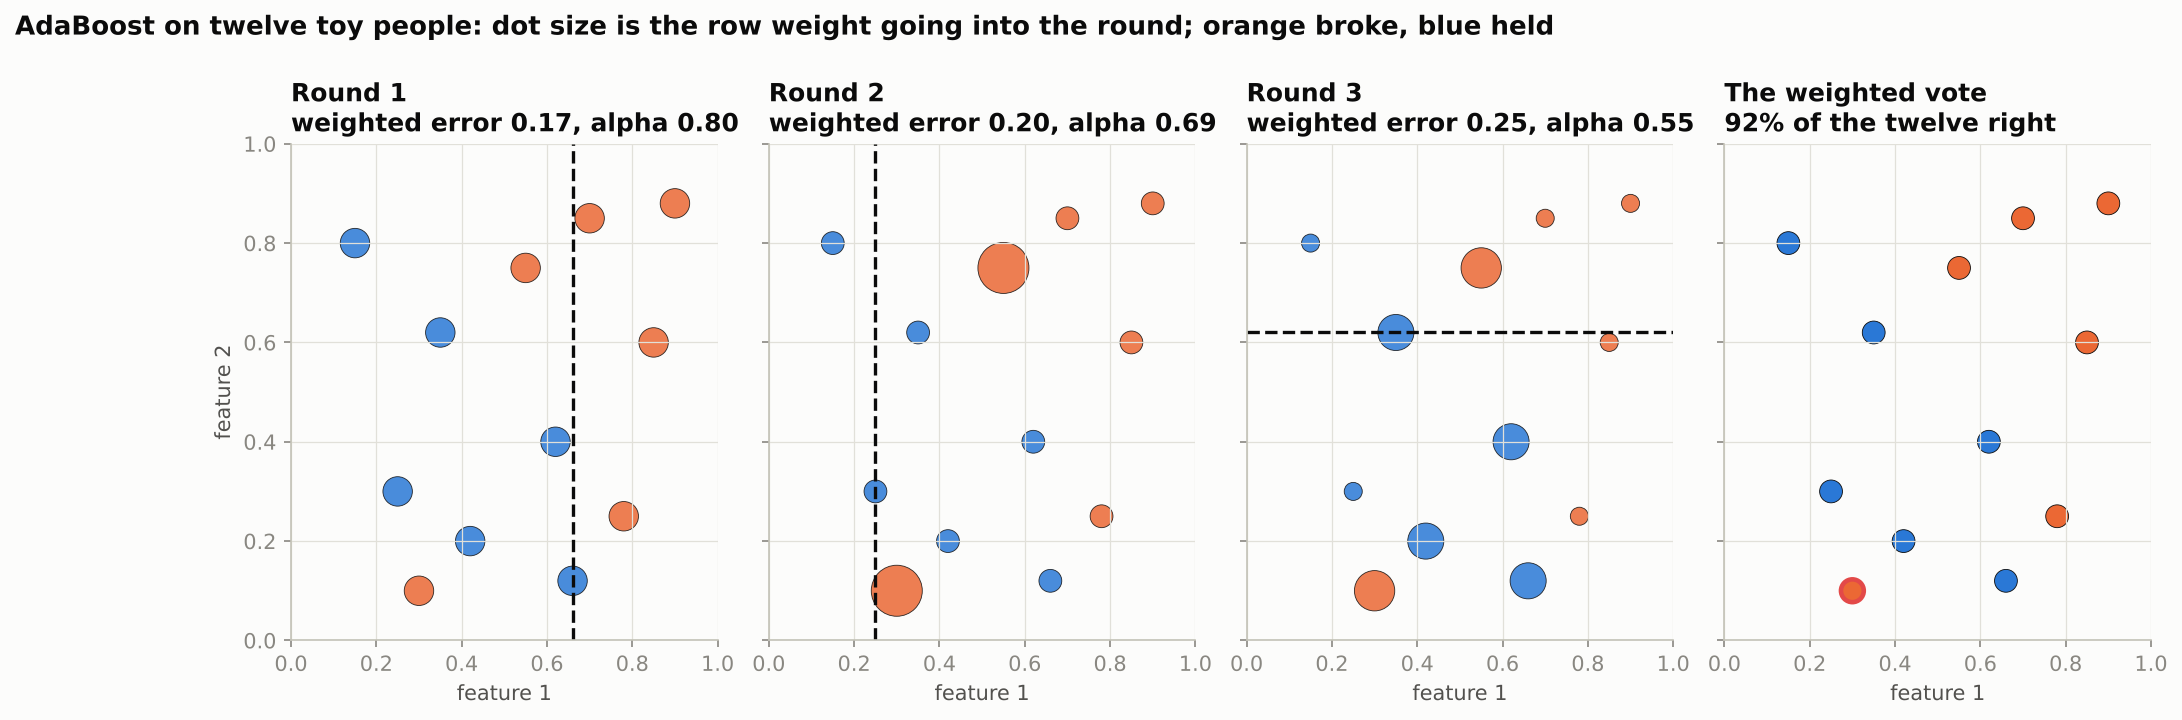 AdaBoost on twelve toy people: dot size is the row weight going into the round; orange broke, blue held
Round 1
weighted error 0.17, alpha 0.80
Round 2
weighted error 0.20, alpha 0.69
Round 3
weighted error 0.25, alpha 0.55
The weighted vote
92% of the twelve right
feature 2
1.0
0.8
0.6
0.4
0.2
0.0
0.0 0.2 0.4 0.6 0.8 1.0
feature 1
0.0 0.2 0.4 0.6 0.8 1.0
feature 1
0.0 0.2 0.4 0.6 0.8 1.0
feature 1
0.0 0.2 0.4 0.6 0.8 1.0
feature 1